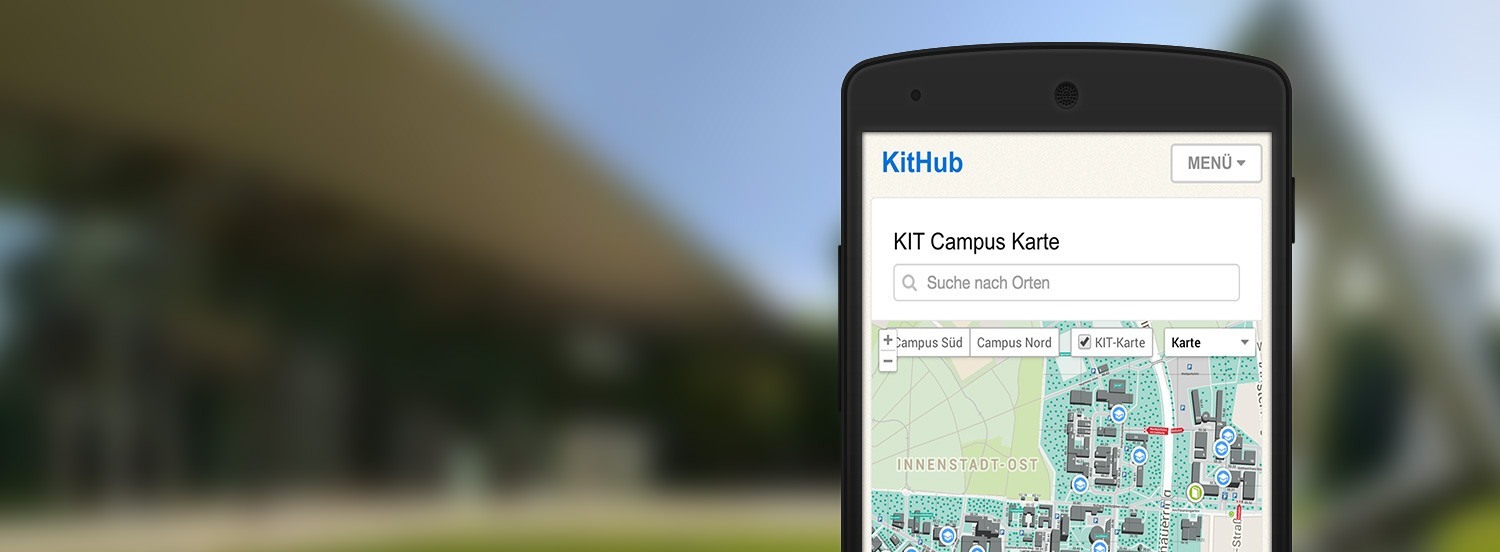 KitHub
MENÜ
KIT Campus Karte
Suche nach Orten
+
Campus Süd
Campus Nord
KIT-Karte
Karte
−
INNENSTADT-OST